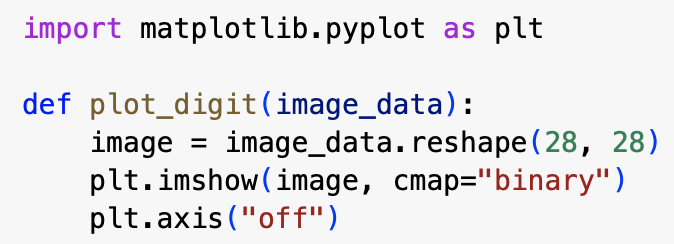 import matplotlib.pyplot as plt

def plot_digit(image_data):
    image = image_data.reshape(28, 28)
    plt.imshow(image, cmap="binary")
    plt.axis("off")